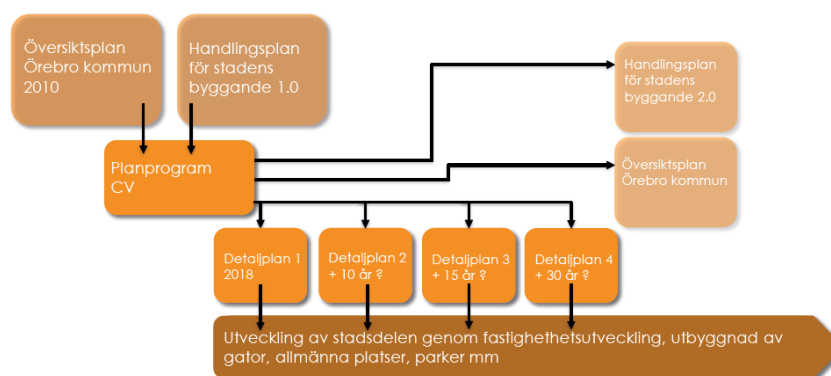 Översiktsplan
Örebro kommun
2010
Handlingsplan
för stadens
byggande 1.0
Handlingsplan
för stadens
byggande 2.0
Planprogram
CV
Översiktsplan
Örebro kommun
Detaljplan 1
2018
Detaljplan 2
+ 10 år ?
Detaljplan 3
+ 15 år ?
Detaljplan 4
+ 30 år ?
Utveckling av stadsdelen genom fastighethetsutveckling, utbyggnad av
gator, allmänna platser, parker mm